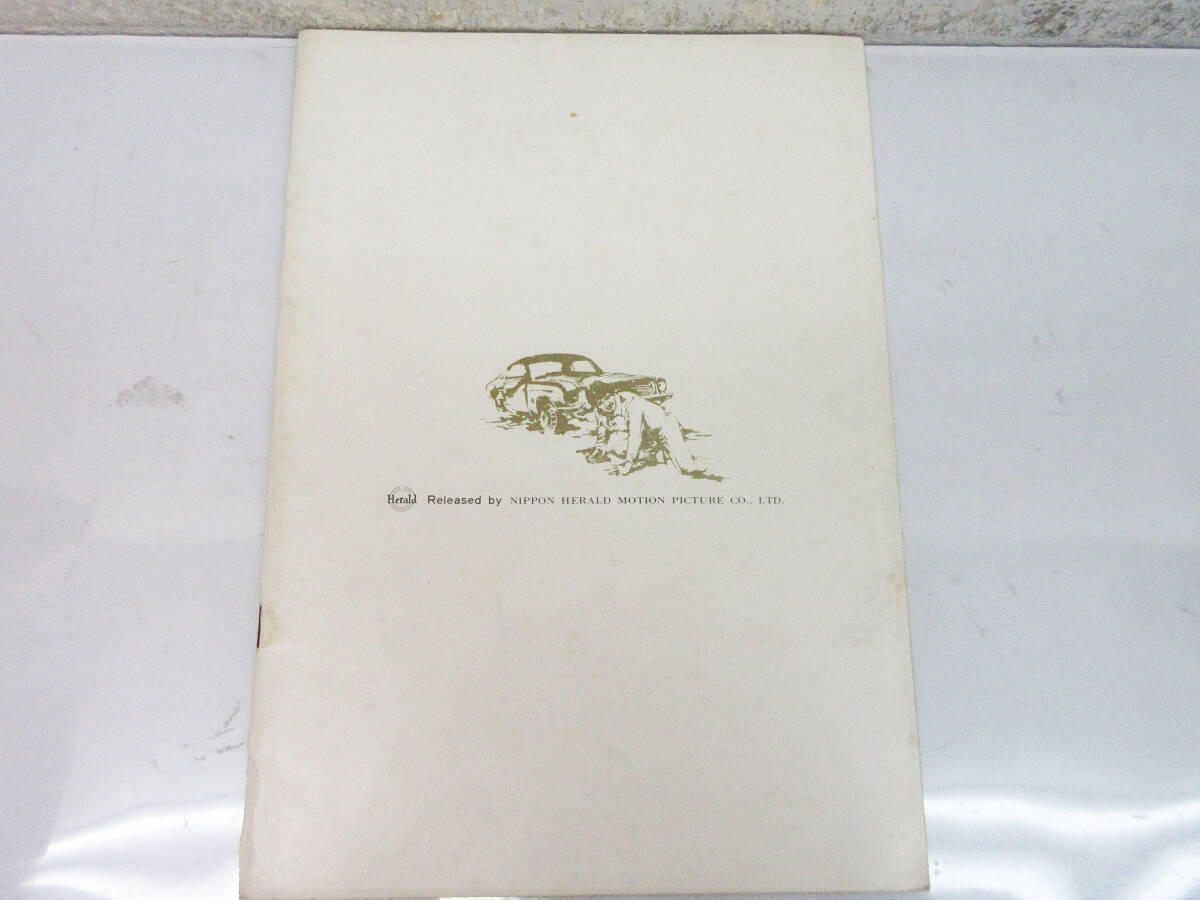 Herald Released by NIPPON HERALD MOTION PICTURE CO., LTD.